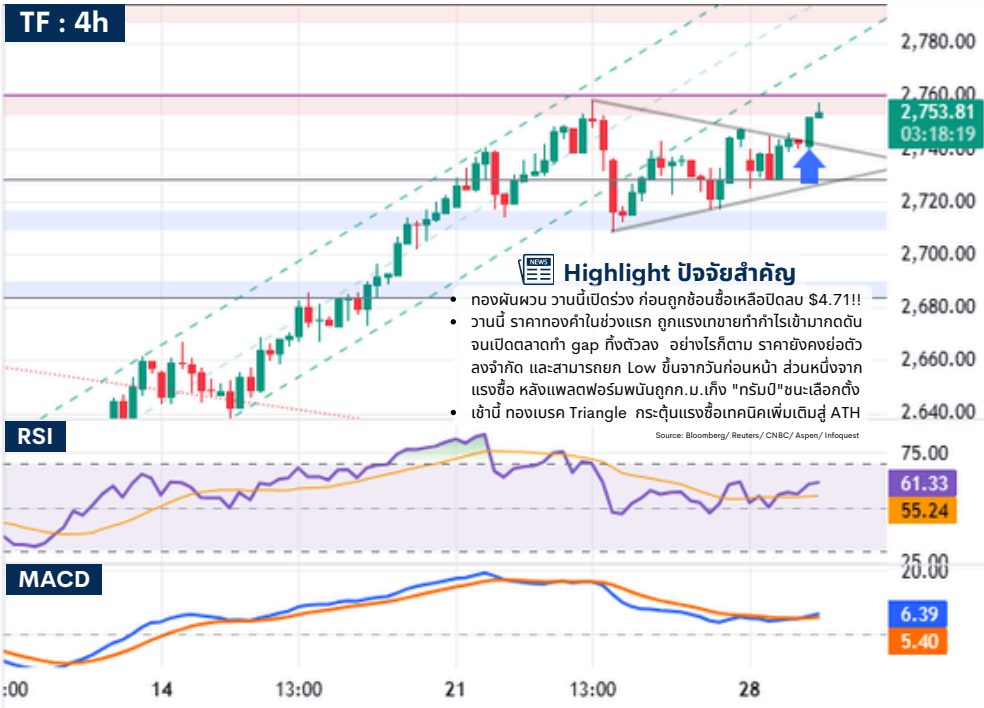 TF : 4h
2,780.00
2,760.00
2,753.81
03:18:19
2,740.00
2,720.00
2,700.00
2,680.00
2,660.00
2,640.00
NEWS
Highlight ปัจจัยสำคัญ
• ทองผันผวน วานนี้เปิดร่วง ก่อนถูกช้อนซื้อเหลือปิดลบ $4.71!!
• วานนี้ ราคาทองคำในช่วงแรก ถูกแรงเทขายทำกำไรเข้ามากดดัน
จนเปิดตลาดทำ gap ทิ้งตัวลง อย่างไรก็ตาม ราคายังคงย่อตัว
ลงจำกัด และสามารถยก Low ขึ้นจากวันก่อนหน้า ส่วนหนึ่งจาก
แรงซื้อ หลังแพลตฟอร์มพนันถูกก.ม.เก็ง "ทรัมป์"ชนะเลือกตั้ง
• เช้านี้ ทองเบรค Triangle กระตุ้นแรงซื้อเทคนิคเพิ่มเติมสู่ ATH
Source: Bloomberg/ Reuters/ CNBC/ Aspen/ Infoquest
RSI
75.00
61.33
55.24
25.00
MACD
20.00
6.39
5.40
:00
14
13:00
21
13:00
28